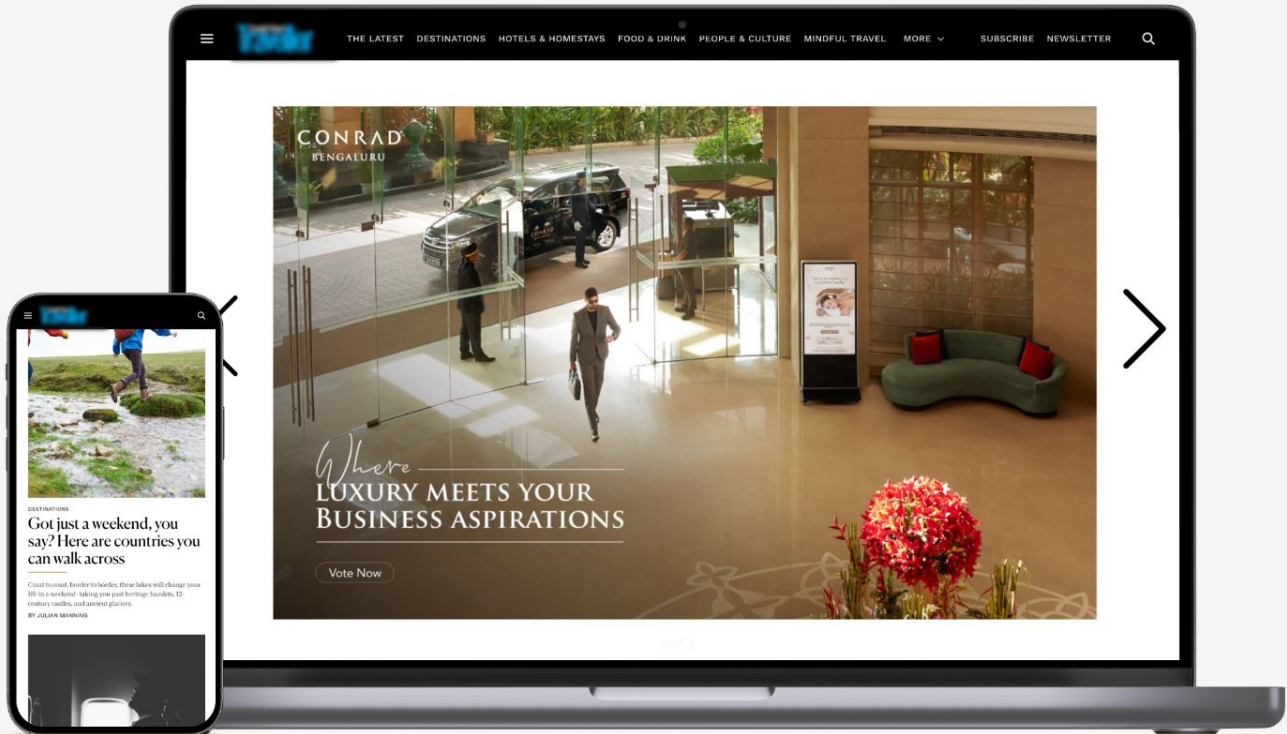 THE LATEST DESTINATIONS HOTELS & HOMESTAYS FOOD & DRINK PEOPLE & CULTURE MINDFUL TRAVEL MORE SUBSCRIBE NEWSLETTER
CONRAD
BENGALURU
Where
LUXURY MEETS YOUR
BUSINESS ASPIRATIONS
Vote Now
DESTINATIONS
Got just a weekend, you
say? Here are countries you
can walk across
Coast to coast, border to border, these hikes will change your
life in a weekend - taking you past heritage hamlets, 12-
century castles, and ancient glaciers
BY JULIAN MANNING